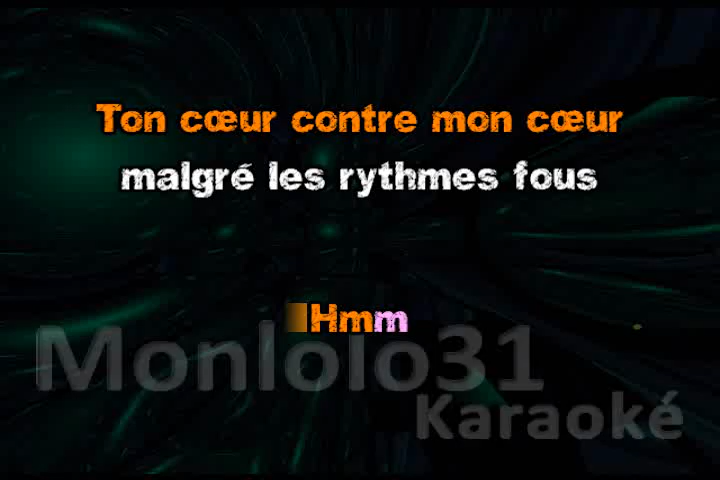 Ton cœur contre mon cœur
malgré les rythmes fous
Hmm
Monlolo31
Karaoké